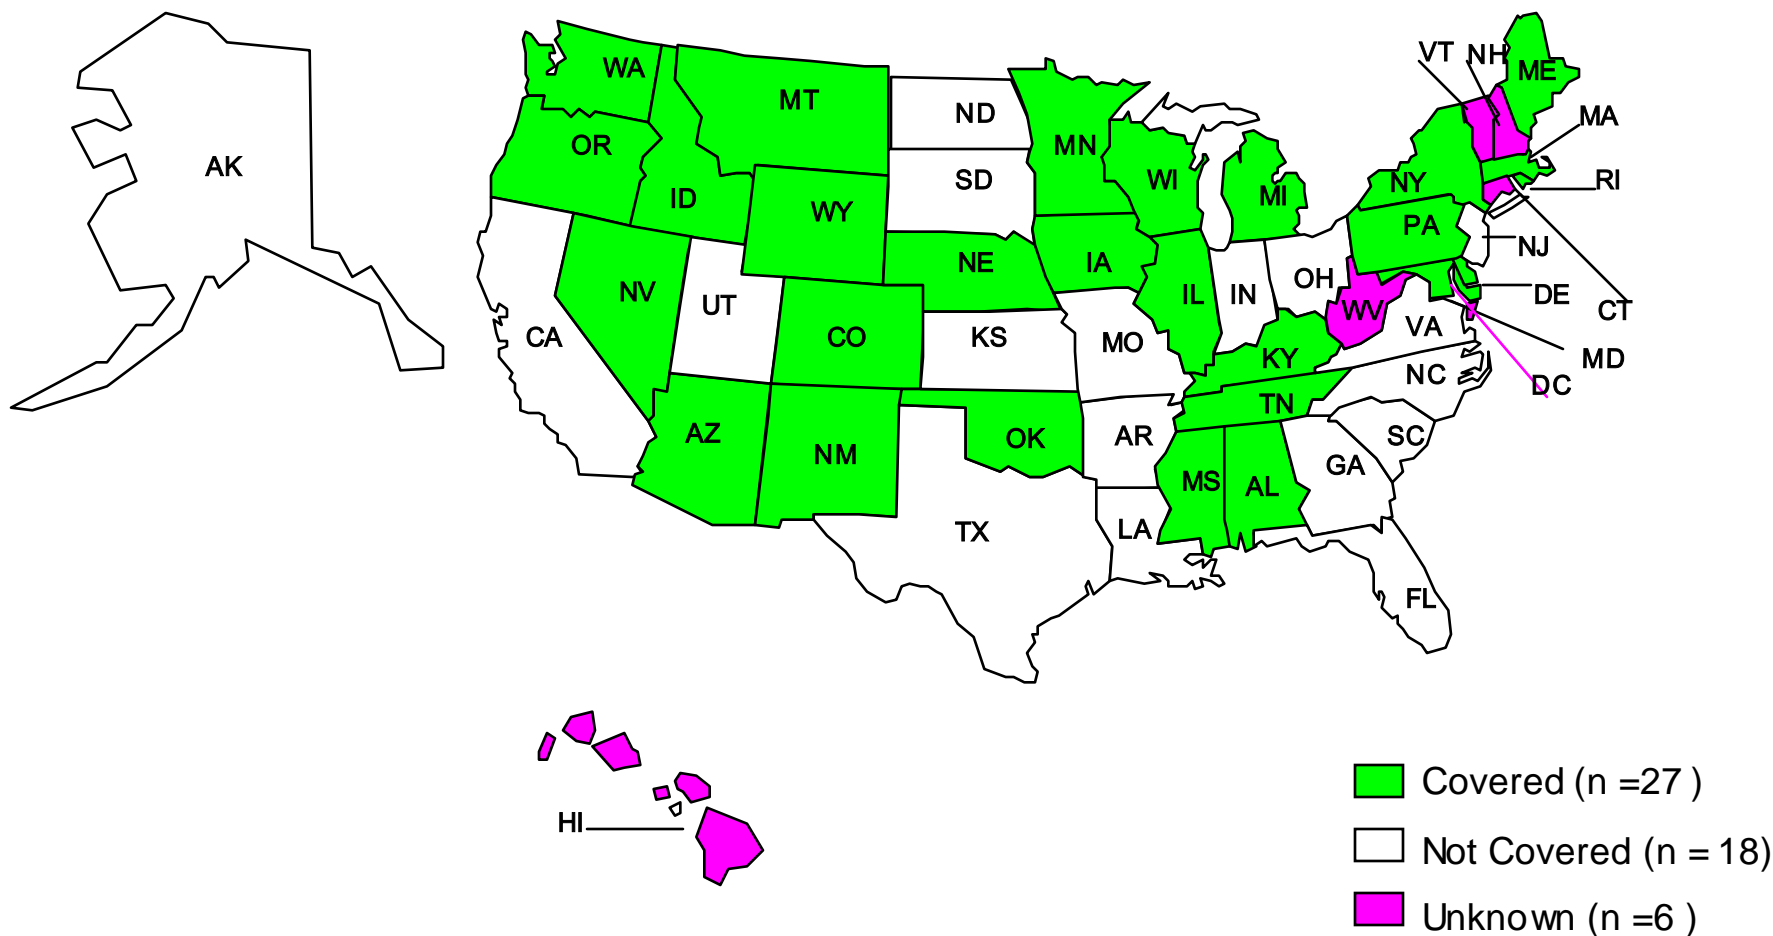 VT NH
WA
MT
ME
ND
MA
OR
MN
AK
SD
WI
RI
ID
NY
MI
WY
PA
NJ
NE
IA
NV
UT
OH
IL
IN
DE
WV
CT
CA
CO
KS
MO
VA
KY
MD
NC
DC
TN
AZ
OK
AR
SC
NM
GA
MS
AL
TX
LA
FL
HI
Covered (n =27 )
Not Covered (n = 18)
Unknown (n =6 )